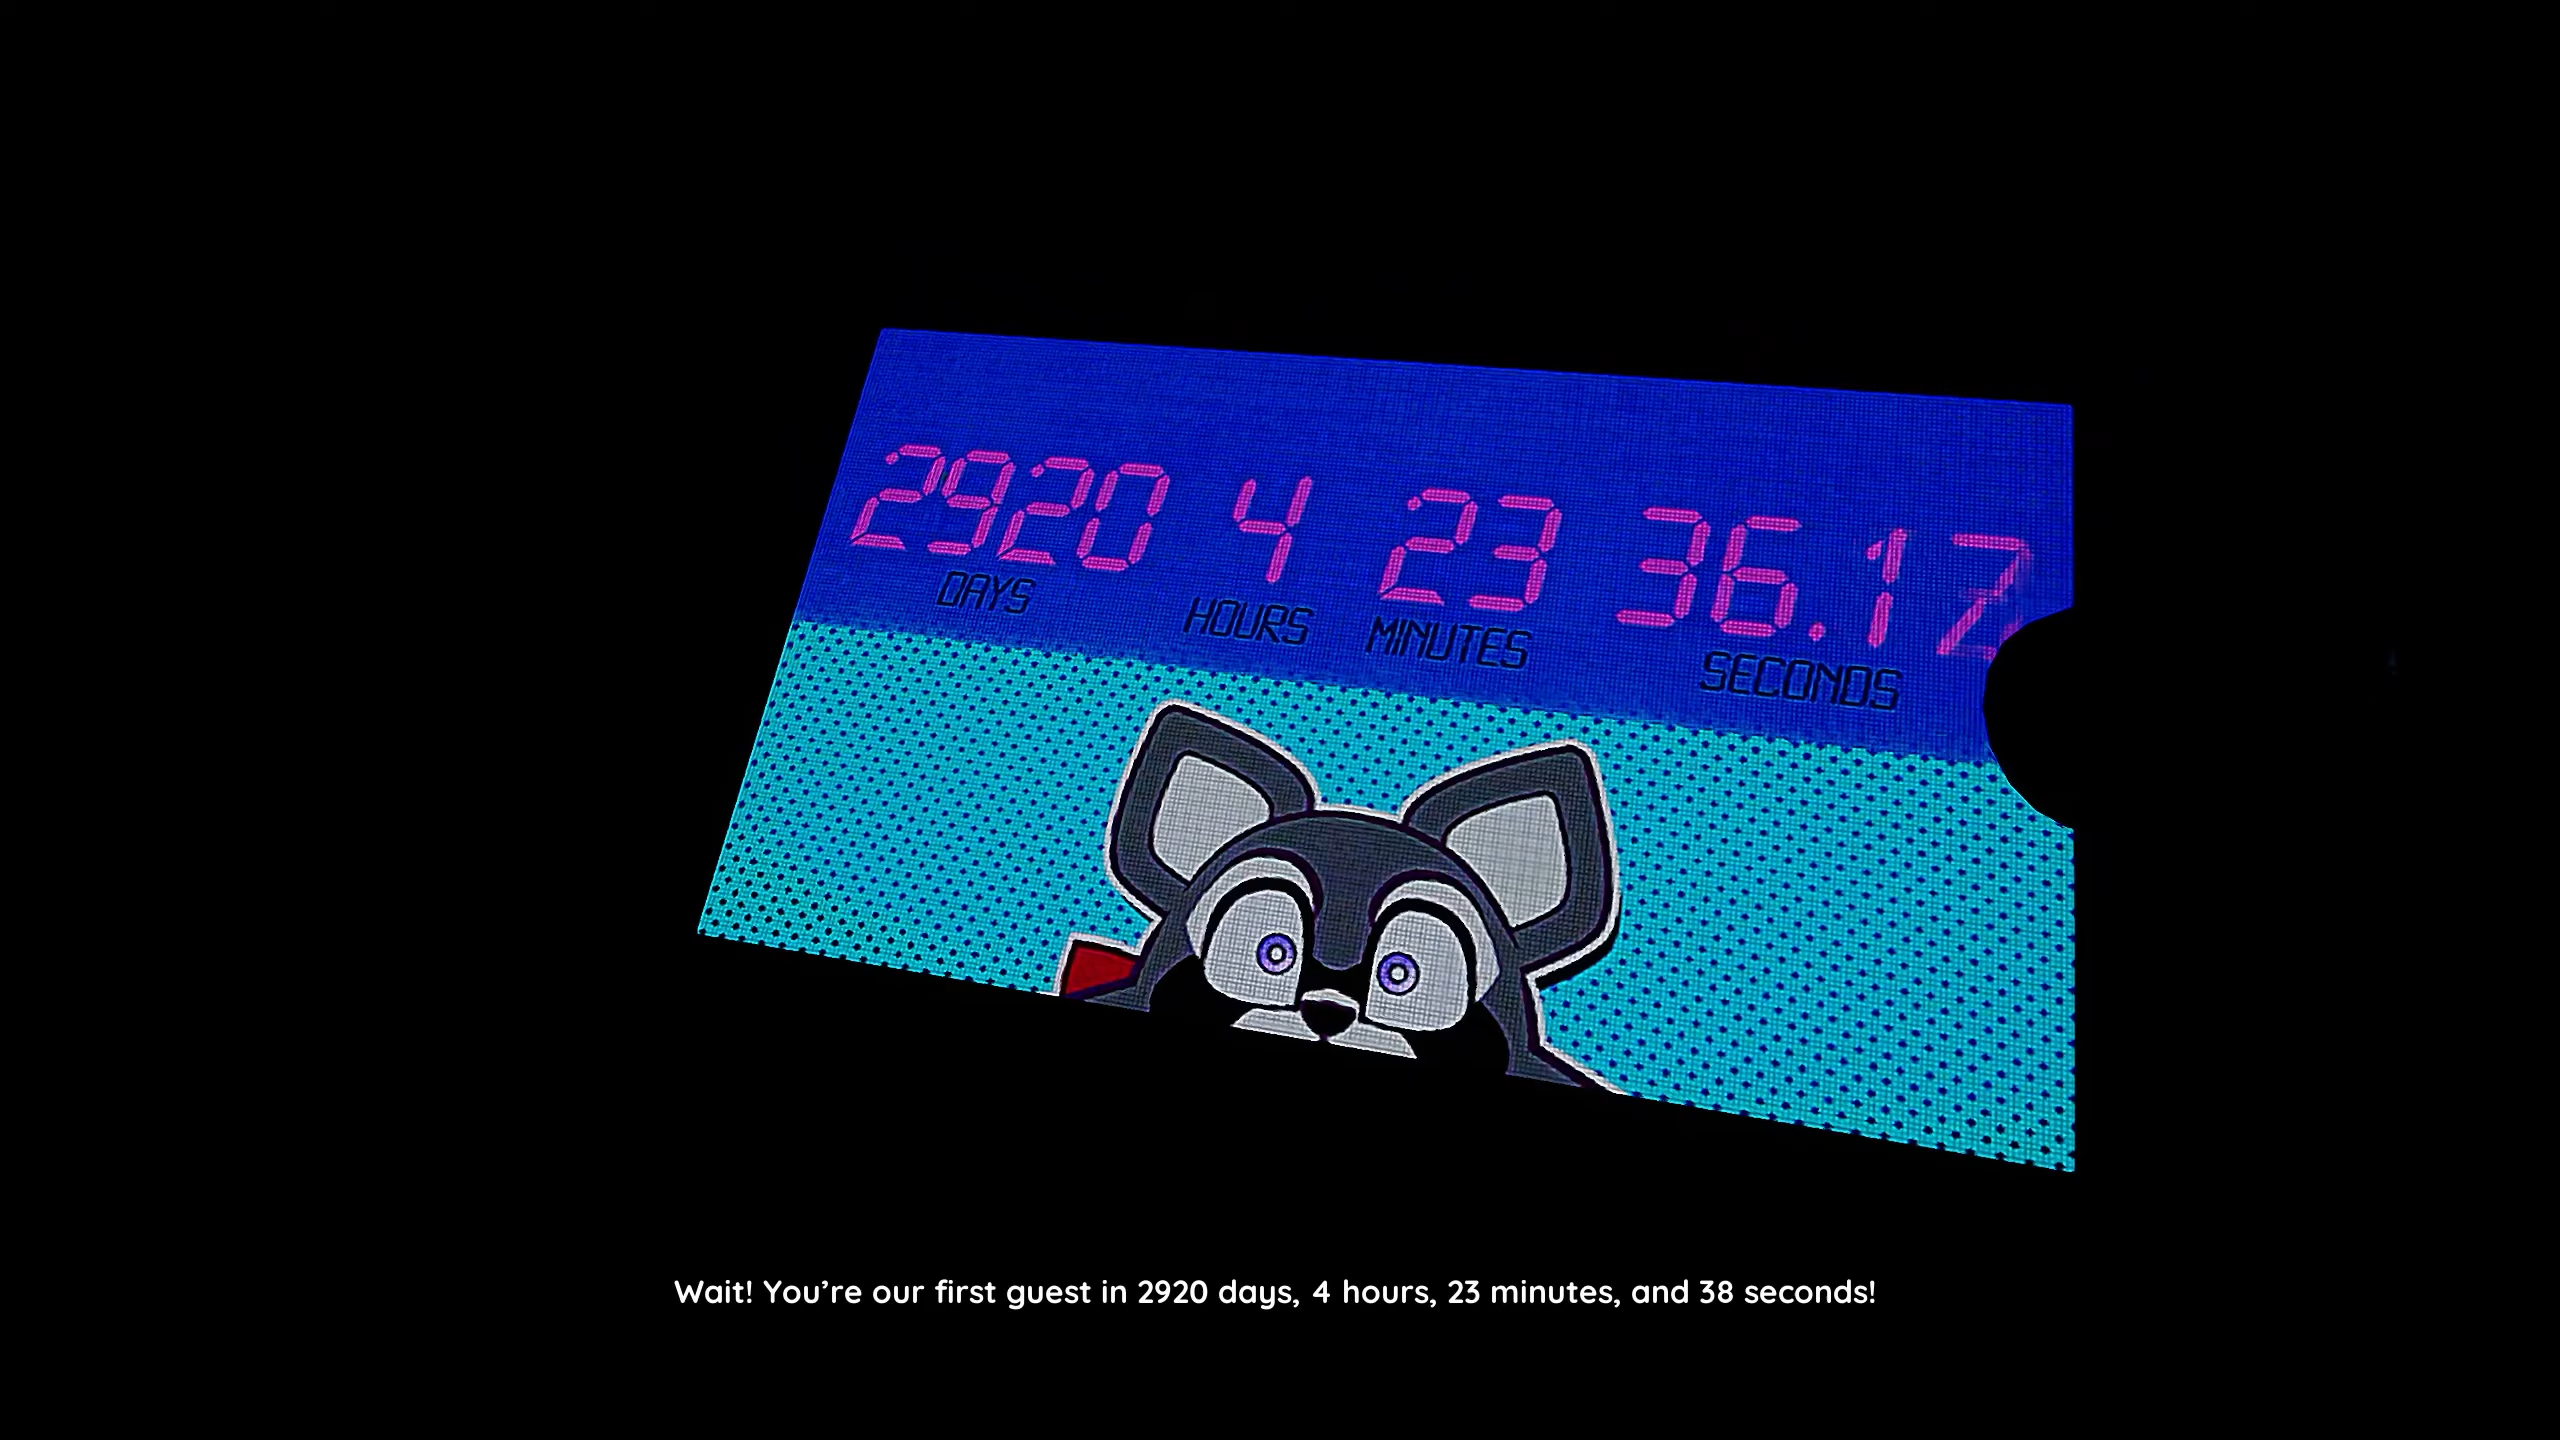 2920 4 23 36.17
DAYS HOURS MINUTES SECONDS
Wait! You’re our first guest in 2920 days, 4 hours, 23 minutes, and 38 seconds!